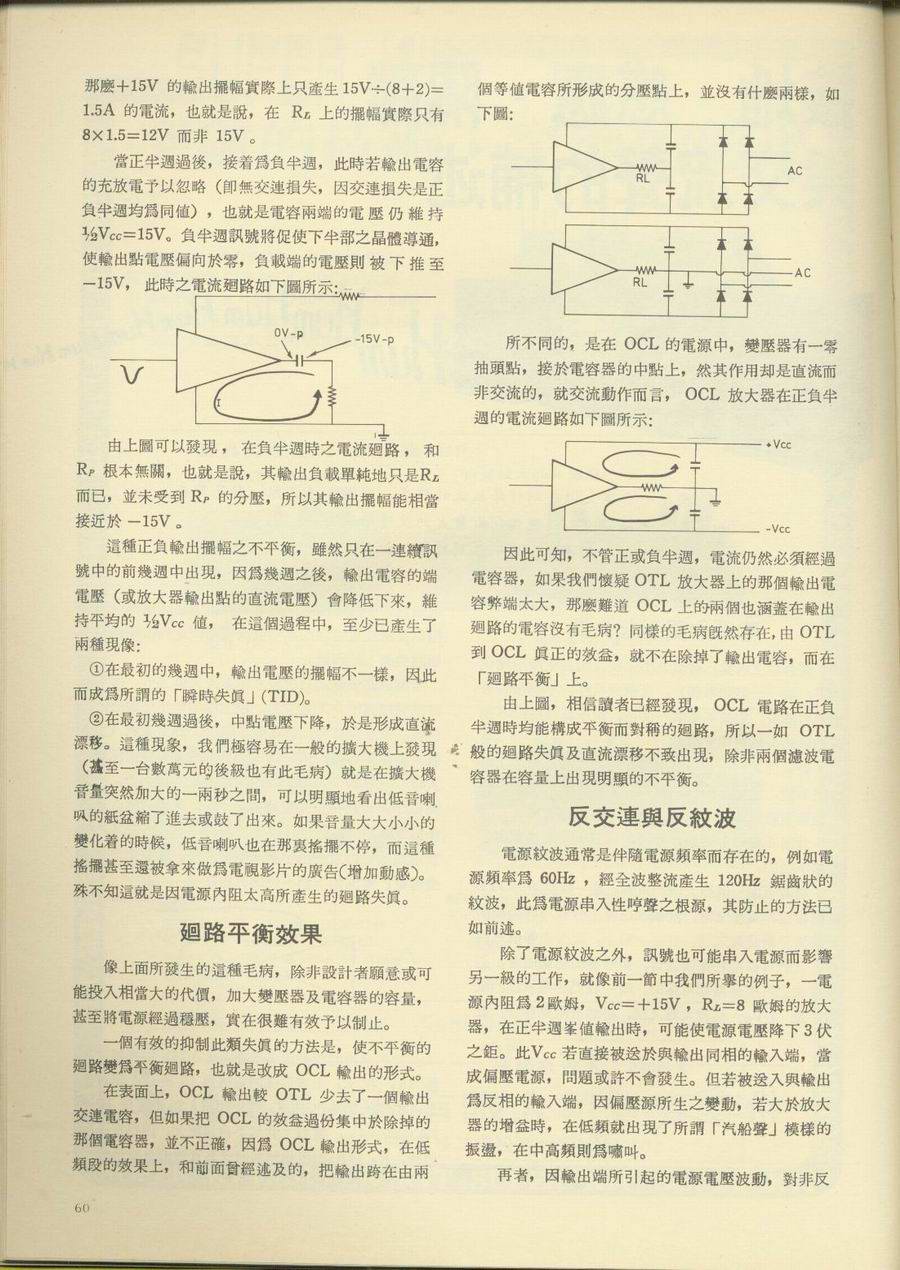 那麽＋15V 的輸出擺幅實際上只產生15V÷(8+2)=
1.5A 的電流，也就是說，在 RL 上的擺幅實際只有
8×1.5=12V 而非 15V 。
當正半週過後，接着爲負半週，此時若輸出電容
的充放電予以忽略（卽無交連損失，因交連損失是正
負半週均爲同值），也就是電容兩端的電壓仍維持
½Vcc=15V。負半週訊號將促使下半部之晶體導通，
使輸出點電壓偏向於零，負載端的電壓則被下推至
－15V， 此時之電流廻路如下圖所示:
0V-P
-15V-P
I
由上圖可以發現， 在負半週時之電流廻路， 和
RP 根本無關，也就是說，其輸出負載單純地只是RL
而已，並未受到 RP 的分壓，所以其輸出擺幅能相當
接近於 －15V 。
這種正負輸出擺幅之不平衡，雖然只在一連續訊
號中的前幾週中出現，因爲幾週之後，輸出電容的端
電壓（或放大器輸出點的直流電壓）會降低下來，維
持平均的 ½Vcc 值， 在這個過程中，至少已產生了
兩種現像:
①在最初的幾週中，輸出電壓的擺幅不一樣，因此
而成爲所謂的「瞬時失眞」(TID)。
②在最初幾週過後，中點電壓下降，於是形成直流
漂移。這種現象，我們極容易在一般的擴大機上發現
（甚至一台數萬元的後級也有此毛病）就是在擴大機
音量突然加大的一兩秒之間，可以明顯地看出低音喇
叭的紙盆縮了進去或鼓了出來。如果音量大大小小的
變化着的時候，低音喇叭也在那裏搖擺不停，而這種
搖擺甚至還被拿來做爲電視影片的廣告(增加動感)。
殊不知這就是因電源內阻太高所產生的廻路失眞。
廻路平衡效果
像上面所發生的這種毛病，除非設計者願意或可
能投入相當大的代價，加大變壓器及電容器的容量，
甚至將電源經過穩壓，實在很難有效予以制止。
一個有效的抑制此類失眞的方法是，使不平衡的
廻路變爲平衡廻路，也就是改成 OCL 輸出的形式。
在表面上，OCL 輸出較 OTL 少去了一個輸出
交連電容，但如果把 OCL 的效益過份集中於除掉的
那個電容器，並不正確，因爲 OCL 輸出形式，在低
頻段的效果上，和前面曾經述及的，把輸出跨在由兩
60
個等値電容所形成的分壓點上，並沒有什麽兩樣，如
下圖:
RL
AC
RL
AC
所不同的，是在 OCL 的電源中，變壓器有一零
抽頭點，接於電容器的中點上，然其作用却是直流而
非交流的，就交流動作而言， OCL 放大器在正負半
週的電流廻路如下圖所示:
+Vcc
-Vcc
因此可知，不管正或負半週，電流仍然必須經過
電容器，如果我們懷疑 OTL 放大器上的那個輸出電
容弊端太大，那麽難道 OCL 上的兩個也涵蓋在輸出
廻路的電容沒有毛病？同樣的毛病旣然存在，由 OTL
到 OCL 眞正的效益，就不在除掉了輸出電容，而在
「廻路平衡」上。
由上圖，相信讀者已經發現， OCL 電路在正負
半週時均能構成平衡而對稱的廻路，所以一如 OTL
般的廻路失眞及直流漂移不致出現，除非兩個濾波電
容器在容量上出現明顯的不平衡。
反交連與反紋波
電源紋波通常是伴隨電源頻率而存在的，例如電
源頻率爲 60Hz ，經全波整流產生 120Hz 鋸齒狀的
紋波，此爲電源串入性哼聲之根源，其防止的方法已
如前述。
除了電源紋波之外，訊號也可能串入電源而影響
另一級的工作，就像前一節中我們所擧的例子，一電
源內阻爲２歐姆，Vcc=+15V ，RL=8 歐姆的放大
器，在正半週峯值輸出時，可能使電源電壓降下３伏
之鉅。此Vcc 若直接被送於與輸出同相的輸入端，當
成偏壓電源，問題或許不會發生。但若被送入與輸出
爲反相的輸入端，因偏壓源所生之變動，若大於放大
器的增益時，在低頻就出現了所謂「汽船聲」模樣的
振盪，在中高頻則爲嘯叫。
再者，因輸出端所引起的電源電壓波動，對非反